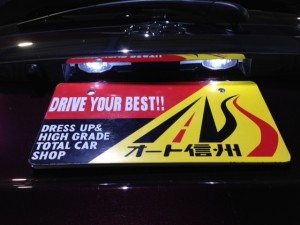 DRIVE YOUR BEST!!
DRESS UP&
HIGH GRADE
TOTAL CAR
SHOP
オート信州